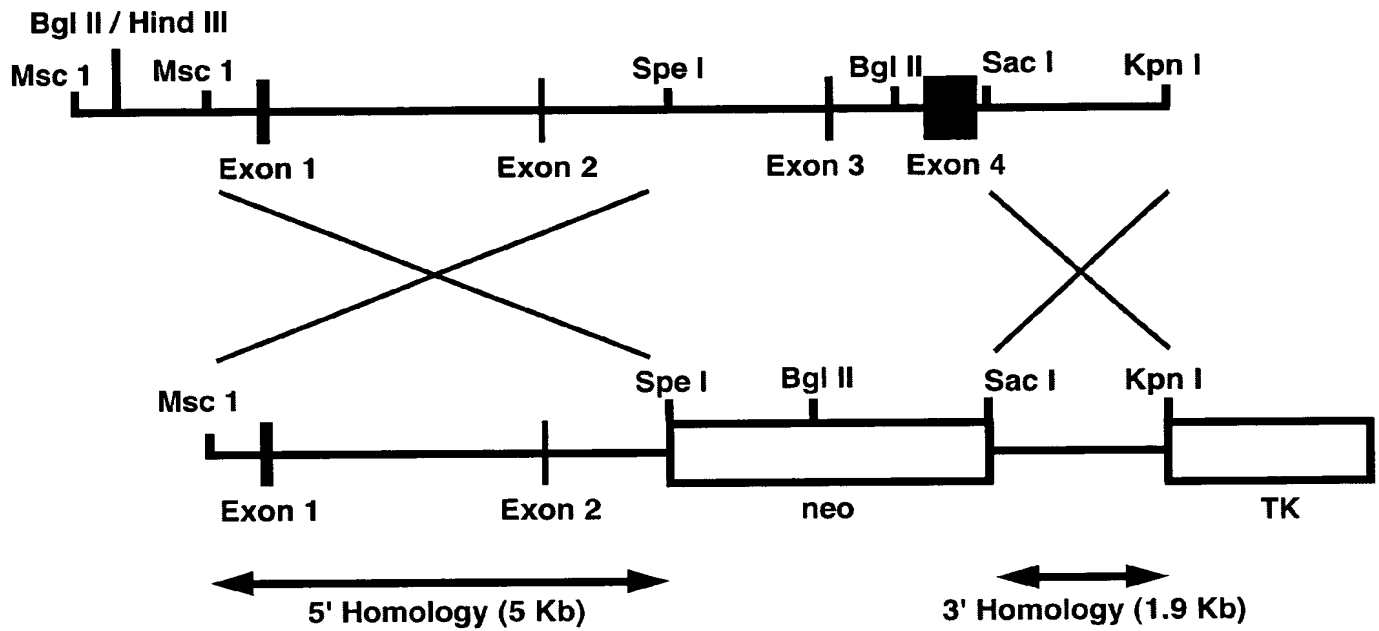 Bgl II / Hind III
Msc 1
Msc 1
Spe I
Bgl II
Sac I
Kpn I
Exon 1
Exon 2
Exon 3
Exon 4
Msc 1
Spe I
Bgl II
Sac I
Kpn I
Exon 1
Exon 2
neo
TK
5' Homology (5 Kb)
3' Homology (1.9 Kb)